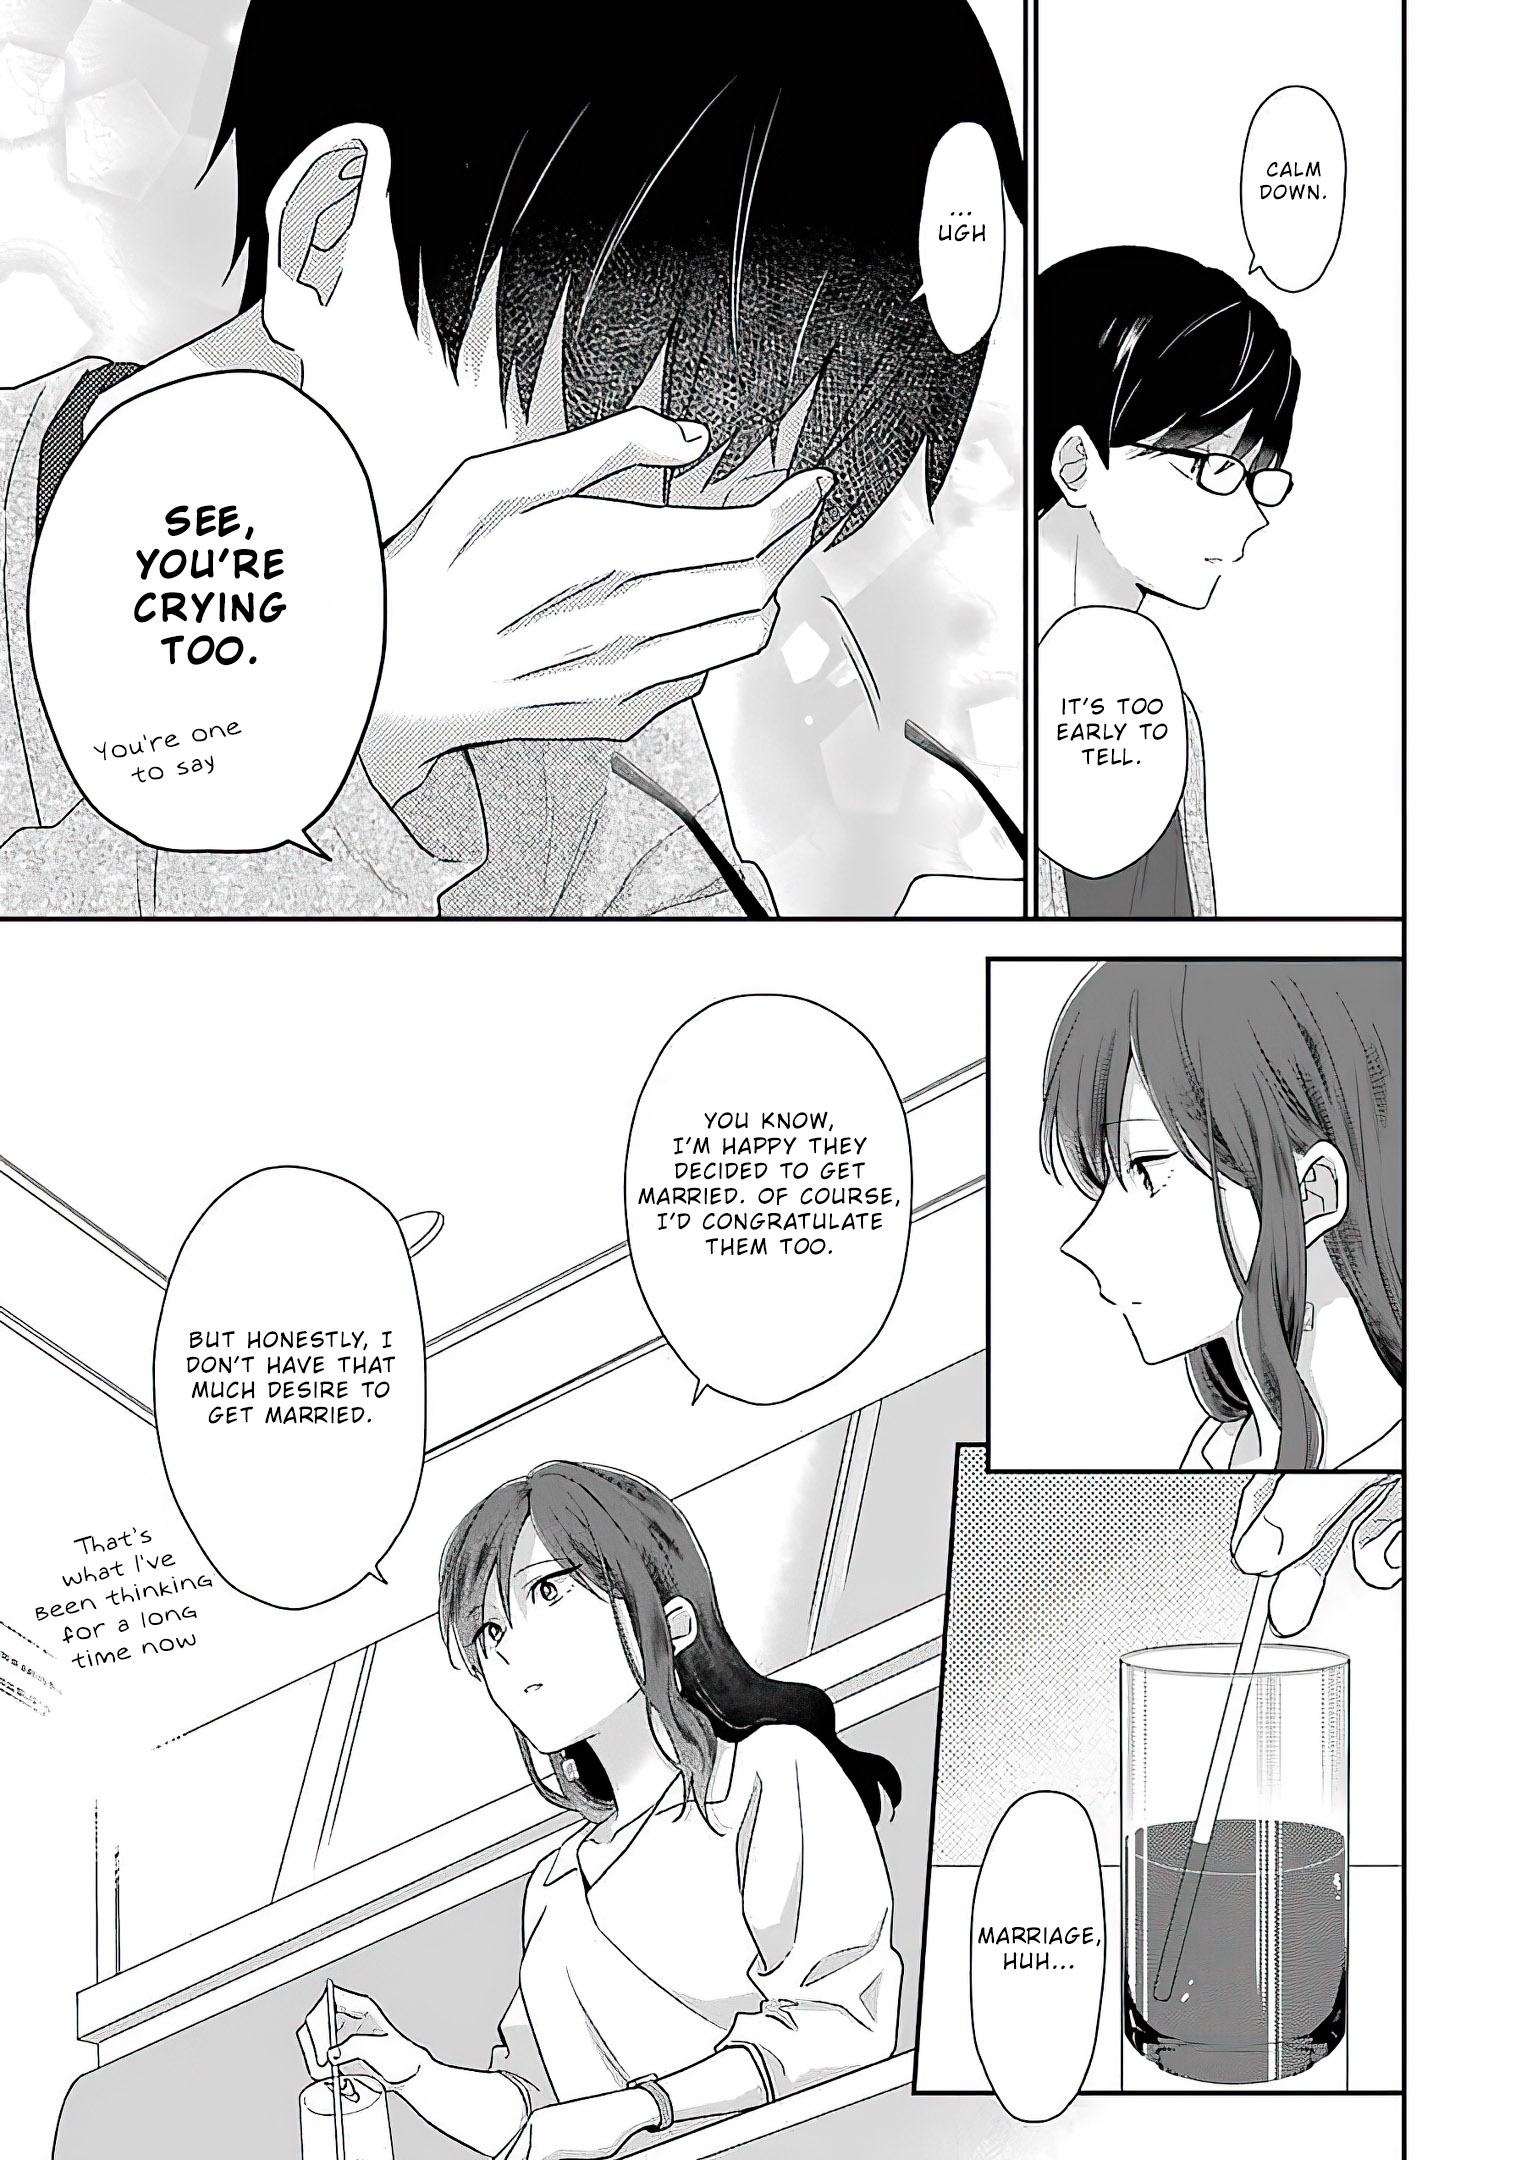 CALM
DOWN.
IT'S TOO
EARLY TO
TELL.
...
UGH
SEE,
YOU'RE
CRYING
TOO.
You're one
to say
MARRIAGE,
HUH...
YOU KNOW,
I'M HAPPY THEY
DECIDED TO GET
MARRIED. OF COURSE,
I'D CONGRATULATE
THEM TOO.
BUT HONESTLY, I
DON'T HAVE THAT
MUCH DESIRE TO
GET MARRIED.
That's
what I've
Been thinking
for a long
time now